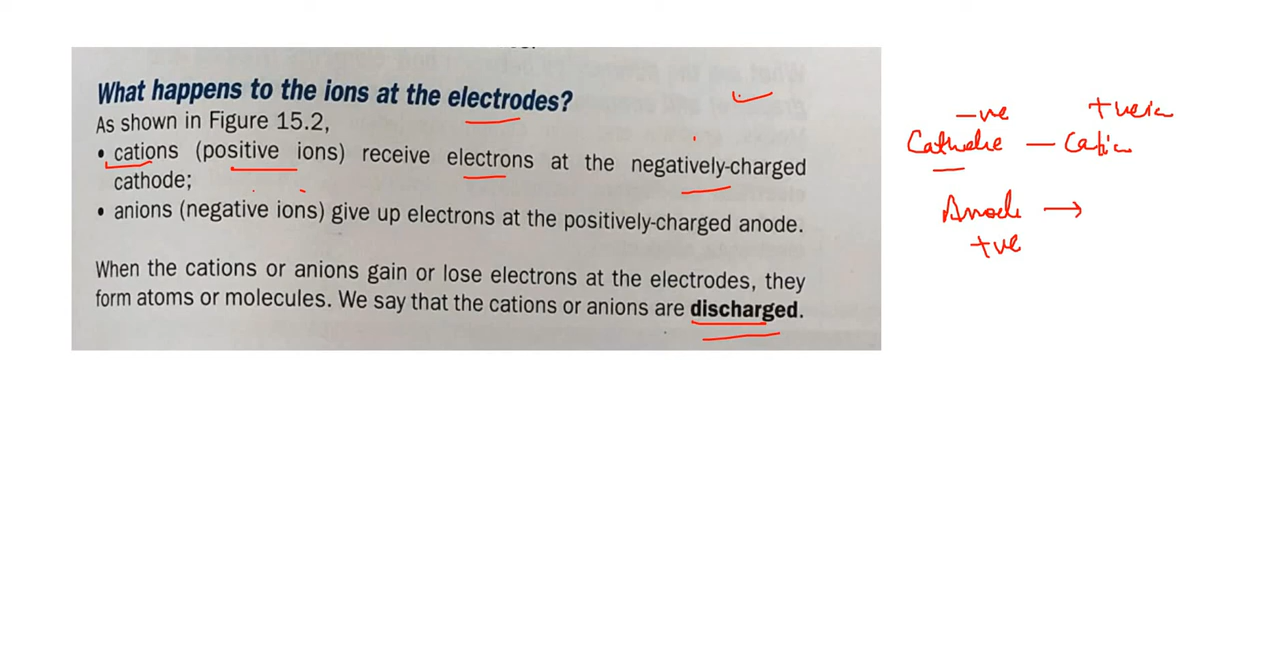 What happens to the ions at the electrodes?
As shown in Figure 15.2,
• cations (positive ions) receive electrons at the negatively-charged
cathode;
• anions (negative ions) give up electrons at the positively-charged anode.
When the cations or anions gain or lose electrons at the electrodes, they
form atoms or molecules. We say that the cations or anions are discharged.
-ve
Cathode — Cation
Anode →
+ve